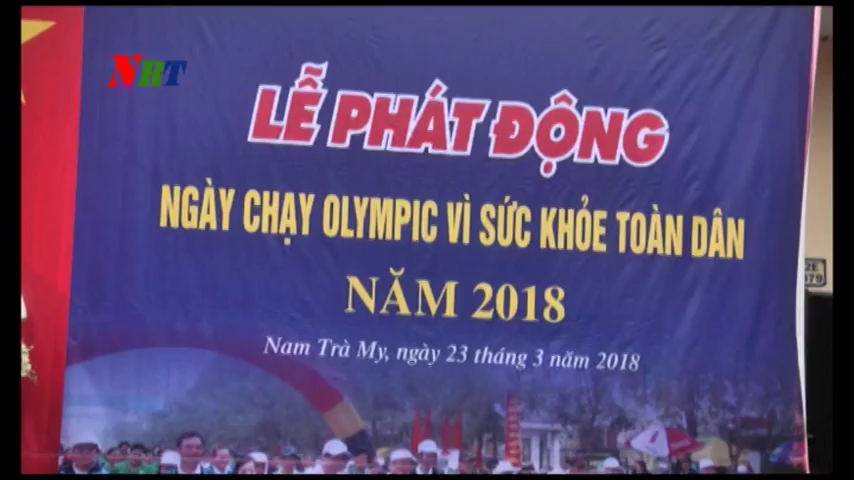 NRT
LỄ PHÁT ĐỘNG
NGÀY CHẠY OLYMPIC VÌ SỨC KHỎE TOÀN DÂN
NĂM 2018
Nam Trà My, ngày 23 tháng 3 năm 2018